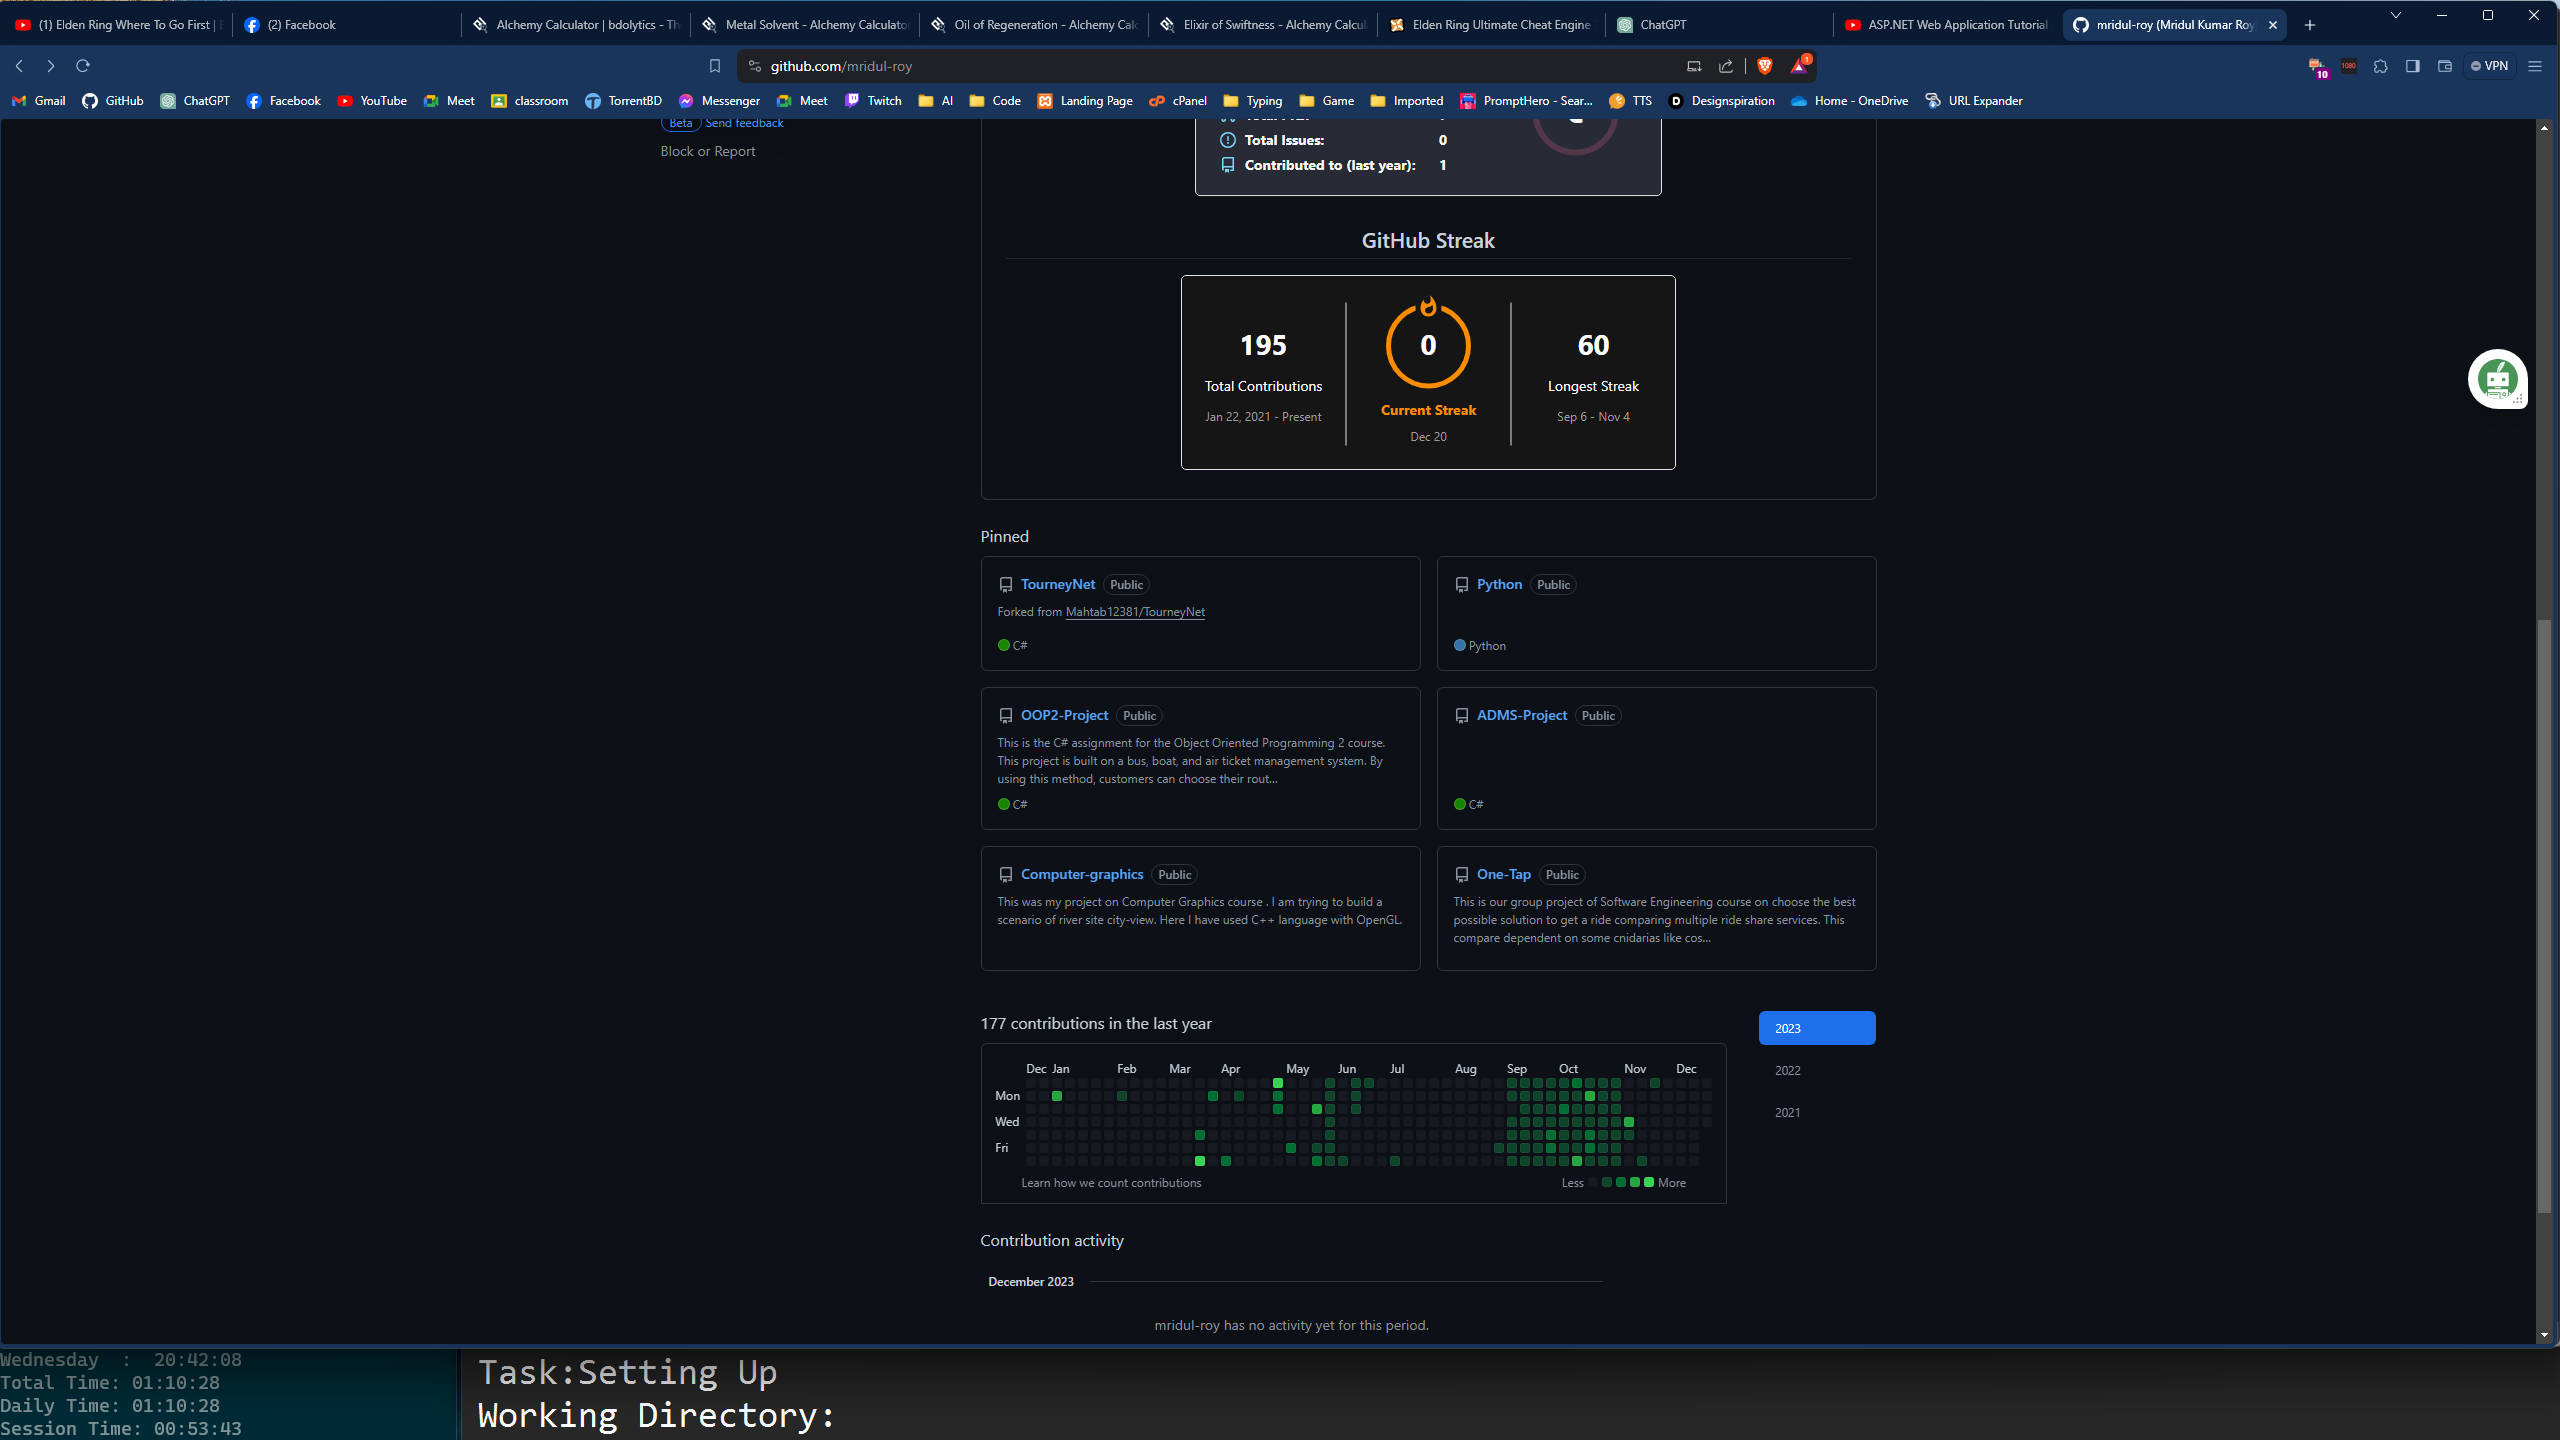 (1) Elden Ring Where To Go First |
(2) Facebook
Alchemy Calculator | bdolytics - Th
Metal Solvent - Alchemy Calculato
Oil of Regeneration - Alchemy Calc
Elixir of Swiftness - Alchemy Calcul
Elden Ring Ultimate Cheat Engine
ChatGPT
ASP.NET Web Application Tutorial
mridul-roy (Mridul Kumar Roy
github.com/mridul-roy
1
10
1080
VPN
Gmail
GitHub
ChatGPT
Facebook
YouTube
Meet
classroom
TorrentBD
Messenger
Meet
Twitch
AI
Code
Landing Page
cPanel
Typing
Game
Imported
PromptHero - Sear...
TTS
Designspiration
Home - OneDrive
URL Expander
Beta Send feedback
Block or Report
Total Issues: 0
Contributed to (last year): 1
GitHub Streak
195
Total Contributions
Jan 22, 2021 - Present
0
Current Streak
Dec 20
60
Longest Streak
Sep 6 - Nov 4
Pinned
TourneyNet Public
Forked from Mahtab12381/TourneyNet
C#
Python Public
Python
OOP2-Project Public
This is the C# assignment for the Object Oriented Programming 2 course.
This project is built on a bus, boat, and air ticket management system. By
using this method, customers can choose their rout...
C#
ADMS-Project Public
C#
Computer-graphics Public
This was my project on Computer Graphics course . I am trying to build a
scenario of river site city-view. Here I have used C++ language with OpenGL.
One-Tap Public
This is our group project of Software Engineering course on choose the best
possible solution to get a ride comparing multiple ride share services. This
compare dependent on some cnidarias like cos...
177 contributions in the last year
2023
2022
2021
Dec Jan Feb Mar Apr May Jun Jul Aug Sep Oct Nov Dec
Mon
Wed
Fri
Learn how we count contributions
Less More
Contribution activity
December 2023
mridul-roy has no activity yet for this period.
Wednesday : 20:42:08
Total Time: 01:10:28
Daily Time: 01:10:28
Session Time: 00:53:43
Task:Setting Up
Working Directory: